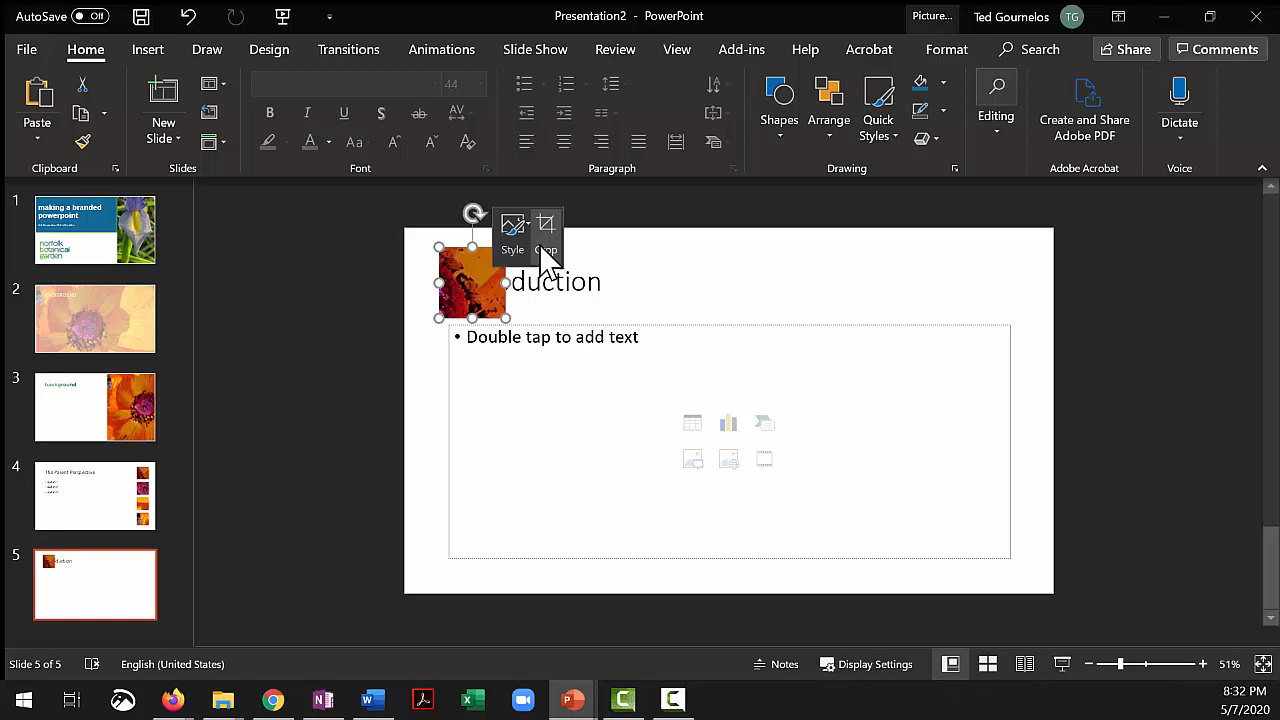 AutoSave Off
Presentation2 - PowerPoint
Picture...
Ted Gournelos TG
File Home Insert Draw Design Transitions Animations Slide Show Review View Add-ins Help Acrobat Format Search Share Comments
Paste
New
Slide
44
Shapes Arrange Quick
Styles
Editing
Create and Share
Adobe PDF
Dictate
Clipboard Slides Font Paragraph Drawing Adobe Acrobat Voice
1
making a branded
powerpoint
norfolk
botanical
garden
2
background
3
background
The Parent Perspective
5
duction
Style Crop
duction
• Double tap to add text
Slide 5 of 5 English (United States) Notes Display Settings 51%
8:32 PM
5/7/2020